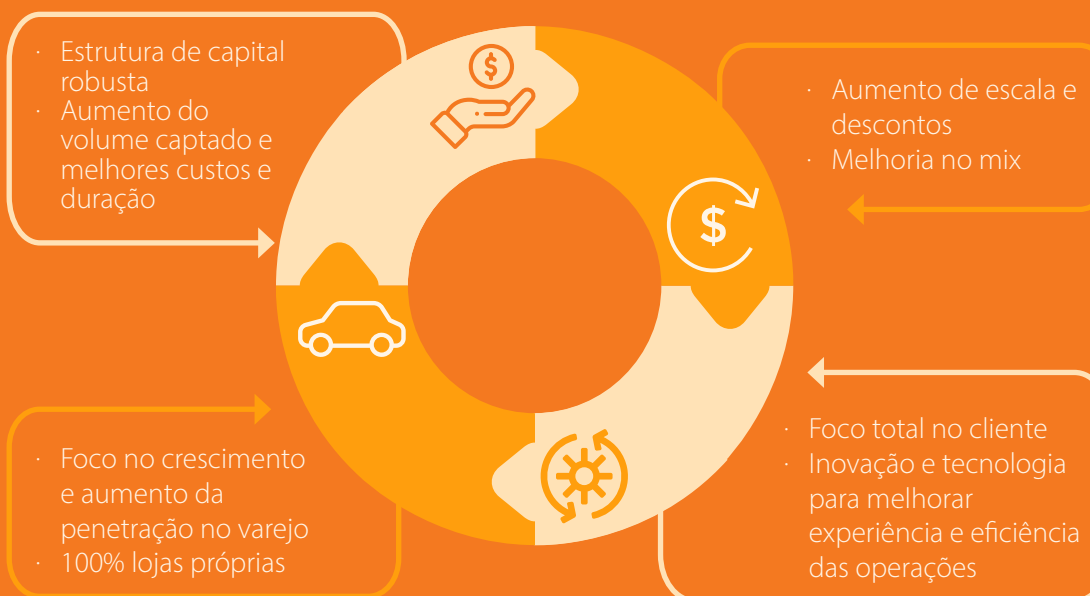 · Estrutura de capital
robusta
· Aumento do
volume captado e
melhores custos e
duração
$
· Aumento de escala e
descontos
· Melhoria no mix
$
· Foco no crescimento
e aumento da
penetração no varejo
· 100% lojas próprias
· Foco total no cliente
· Inovação e tecnologia
para melhorar
experiência e eficiência
das operações